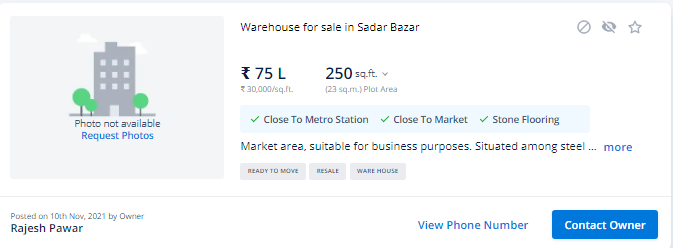 Warehouse for sale in Sadar Bazar
₹ 75 L
250 sq.ft.
₹ 30,000/sq.ft.
(23 sq.m.) Plot Area
Photo not available
Request Photos
Close To Metro Station
Close To Market
Stone Flooring
Market area, suitable for business purposes. Situated among steel ... more
READY TO MOVE
RESALE
WARE HOUSE
Posted on 10th Nov, 2021 by Owner
Rajesh Pawar
View Phone Number
Contact Owner